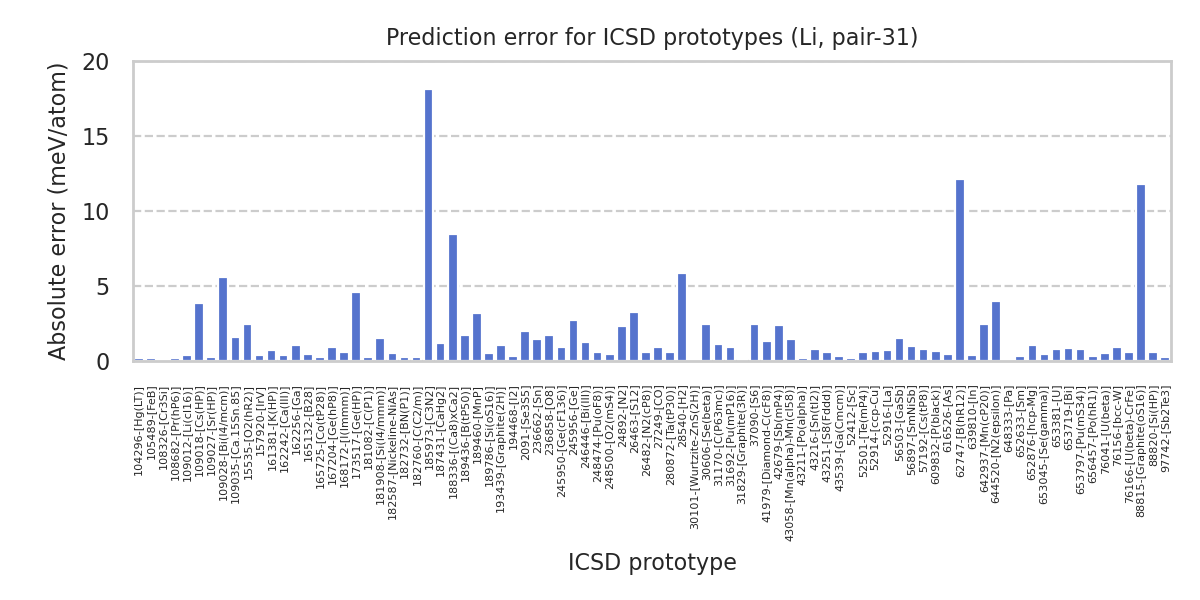 Prediction error for ICSD prototypes (Li, pair-31)
Absolute error (meV/atom)
20
15
10
5
0
104296-[Hg(LT)]
105489-[FeB]
108326-[Cr3Si]
108682-[Pr(hP6)]
109012-[Li(cI16)]
109018-[Cs(HP)]
109027-[Sr(HP)]
109028-[Bi(I4/mcm)]
109035-[Ca.15Sn.85]
15535-[O2(hR2)]
157920-[IrV]
161381-[K(HP)]
162242-[Ca(III)]
162256-[Ga]
165132-[B28]
165725-[Co(tP28)]
167204-[Ge(hP8)]
168172-[I(Immm)]
173517-[Ge(HP)]
181082-[C(P1)]
181908-[Si(I4/mmm)]
182587-[Nickeline-NiAs]
182732-[BN(P1)]
182760-[C(C2/m)]
185973-[C3N2]
187431-[CaHg2]
188336-[(Ca8)xCa2]
189436-[B(tP50)]
189460-[MnP]
189786-[Si(oS16)]
193439-[Graphite(2H)]
194468-[I2]
2091-[Se3S5]
236662-[Sn]
236858-[O8]
245950-[Ge(cF136)]
245956-[Ge]
246446-[Bi(III)]
248474-[Pu(oF8)]
248500-[O2(mS4)]
24892-[N2]
26463-[S12]
26482-[N2(cP8)]
27249-[CO]
280872-[Ta(tP30)]
28540-[H2]
30101-[Wurtzite-ZnS(2H)]
30606-[Se(beta)]
31170-[C(P63mc)]
31692-[Pu(mP16)]
31829-[Graphite(3R)]
37090-[S6]
41979-[Diamond-C(cF8)]
42679-[Sb(mP4)]
43058-[Mn(alpha)-Mn(cI58)]
43211-[Po(alpha)]
43216-[Sn(tI2)]
43251-[S8(Fddd)]
43539-[Ga(Cmcm)]
52412-[Sc]
52501-[Te(mP4)]
52914-[ccp-Cu]
52916-[La]
56503-[GaSb]
56897-[SmNiSb]
57192-[Cs(tP8)]
609832-[P(black)]
616526-[As]
62747-[B(hR12)]
639810-[In]
642937-[Mn(cP20)]
644520-[N2(epsilon)]
648333-[Pa]
652633-[Sm]
652876-[hcp-Mg]
653045-[Se(gamma)]
653381-[U]
653719-[Bi]
653797-[Pu(mS34)]
656457-[Po(hR1)]
76041-[U(beta)]
76156-[bcc-W]
76166-[U(beta)-CrFe]
88815-[Graphite(oS16)]
88820-[Si(HP)]
97742-[Sb2Te3]
ICSD prototype